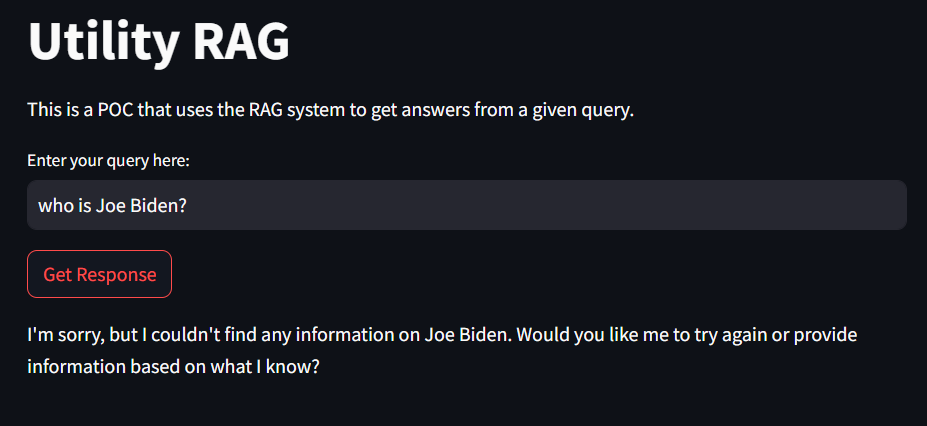 Utility RAG
This is a POC that uses the RAG system to get answers from a given query.
Enter your query here:
who is Joe Biden?
Get Response
I'm sorry, but I couldn't find any information on Joe Biden. Would you like me to try again or provide
information based on what I know?